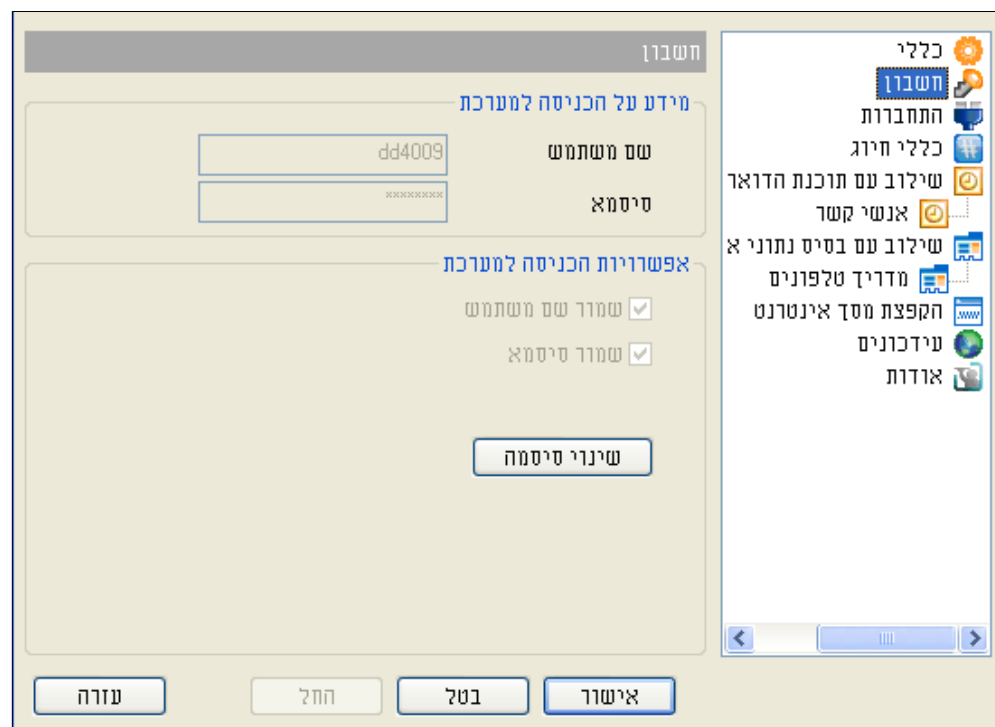 כללי
חשבון
התחברות
כללי חיוג
שילוב עם תוכנת הדואר
אנשי קשר
שילוב עם בסיס נתוני א
מדריך טלפונים
הקפצת מסך אינטרנט
עידכונים
אודות
חשבון
מידע על הכניסה למערכת
שם משתמש
dd4009
סיסמא
********
אפשרויות הכניסה למערכת
שמור שם משתמש
שמור סיסמא
שינוי סיסמה
אישור
בטל
החל
עזרה